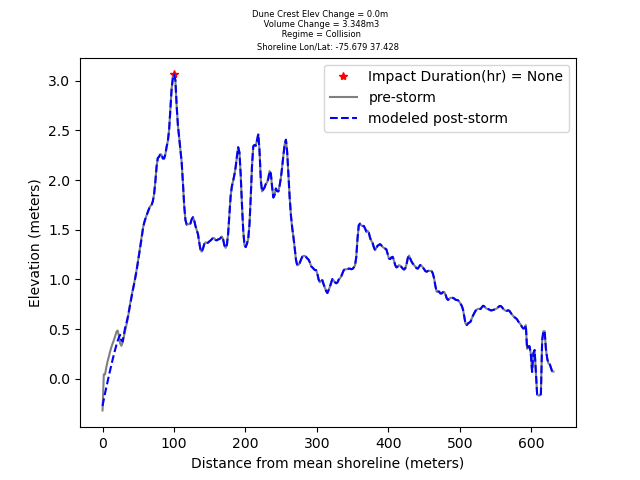 Dune Crest Elev Change = 0.0m
Volume Change = 3.348m3
Regime = Collision
Shoreline Lon/Lat: -75.679 37.428
Impact Duration(hr) = None
pre-storm
modeled post-storm
Elevation (meters)
3.0
2.5
2.0
1.5
1.0
0.5
0.0
0 100 200 300 400 500 600
Distance from mean shoreline (meters)